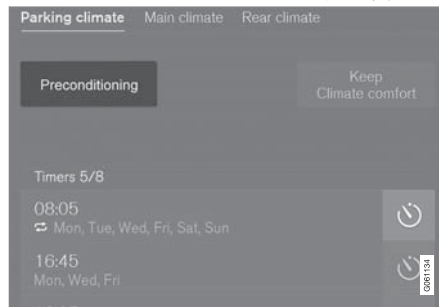 Parking climate Main climate Rear climate
Preconditioning
Keep
Climate comfort
Timers 5/8
08:05
Mon, Tue, Wed, Fri, Sat, Sun
16:45
Mon, Wed, Fri
G061134